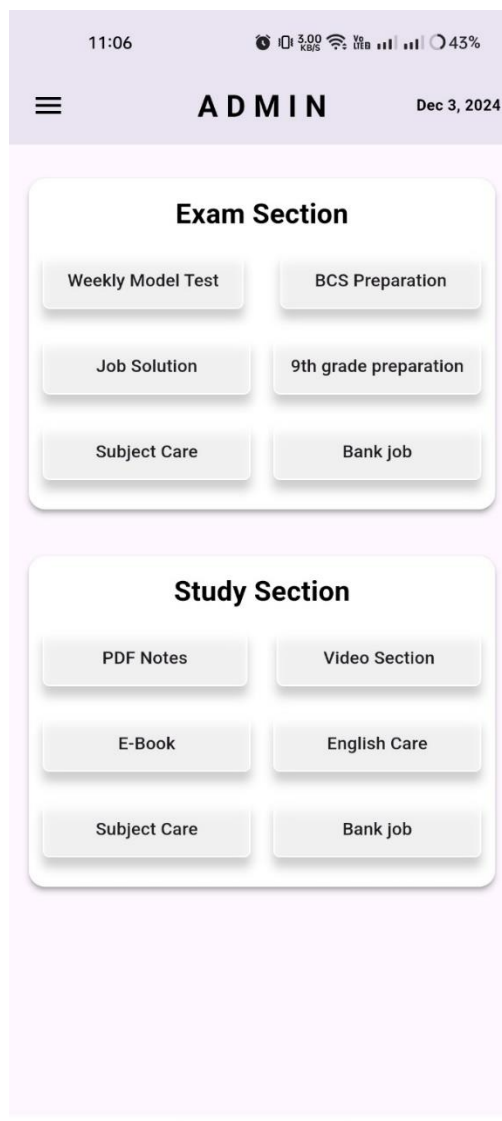 11:06 3.00 KB/S Vo LTE 43%
ADMIN Dec 3, 2024
Exam Section
Weekly Model Test BCS Preparation
Job Solution 9th grade preparation
Subject Care Bank job
Study Section
PDF Notes Video Section
E-Book English Care
Subject Care Bank job